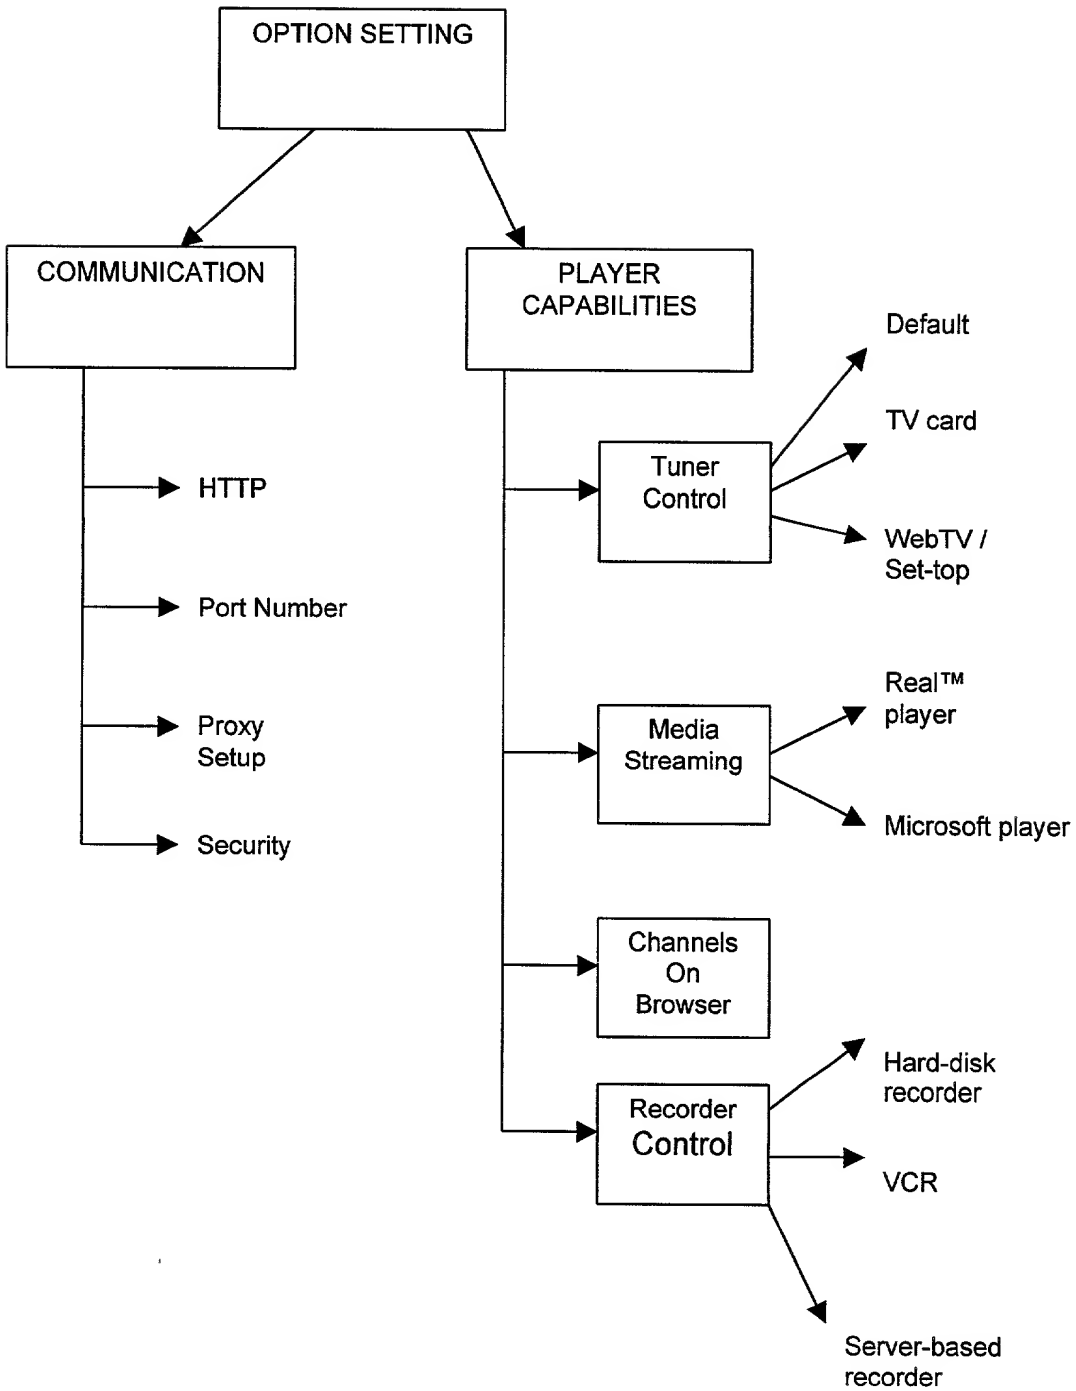 OPTION SETTING
COMMUNICATION
HTTP
Port Number
Proxy
Setup
Security
PLAYER
CAPABILITIES
Tuner
Control
Default
TV card
WebTV /
Set-top
Media
Streaming
Real™
player
Microsoft player
Channels
On
Browser
Recorder
Control
Hard-disk
recorder
VCR
Server-based
recorder